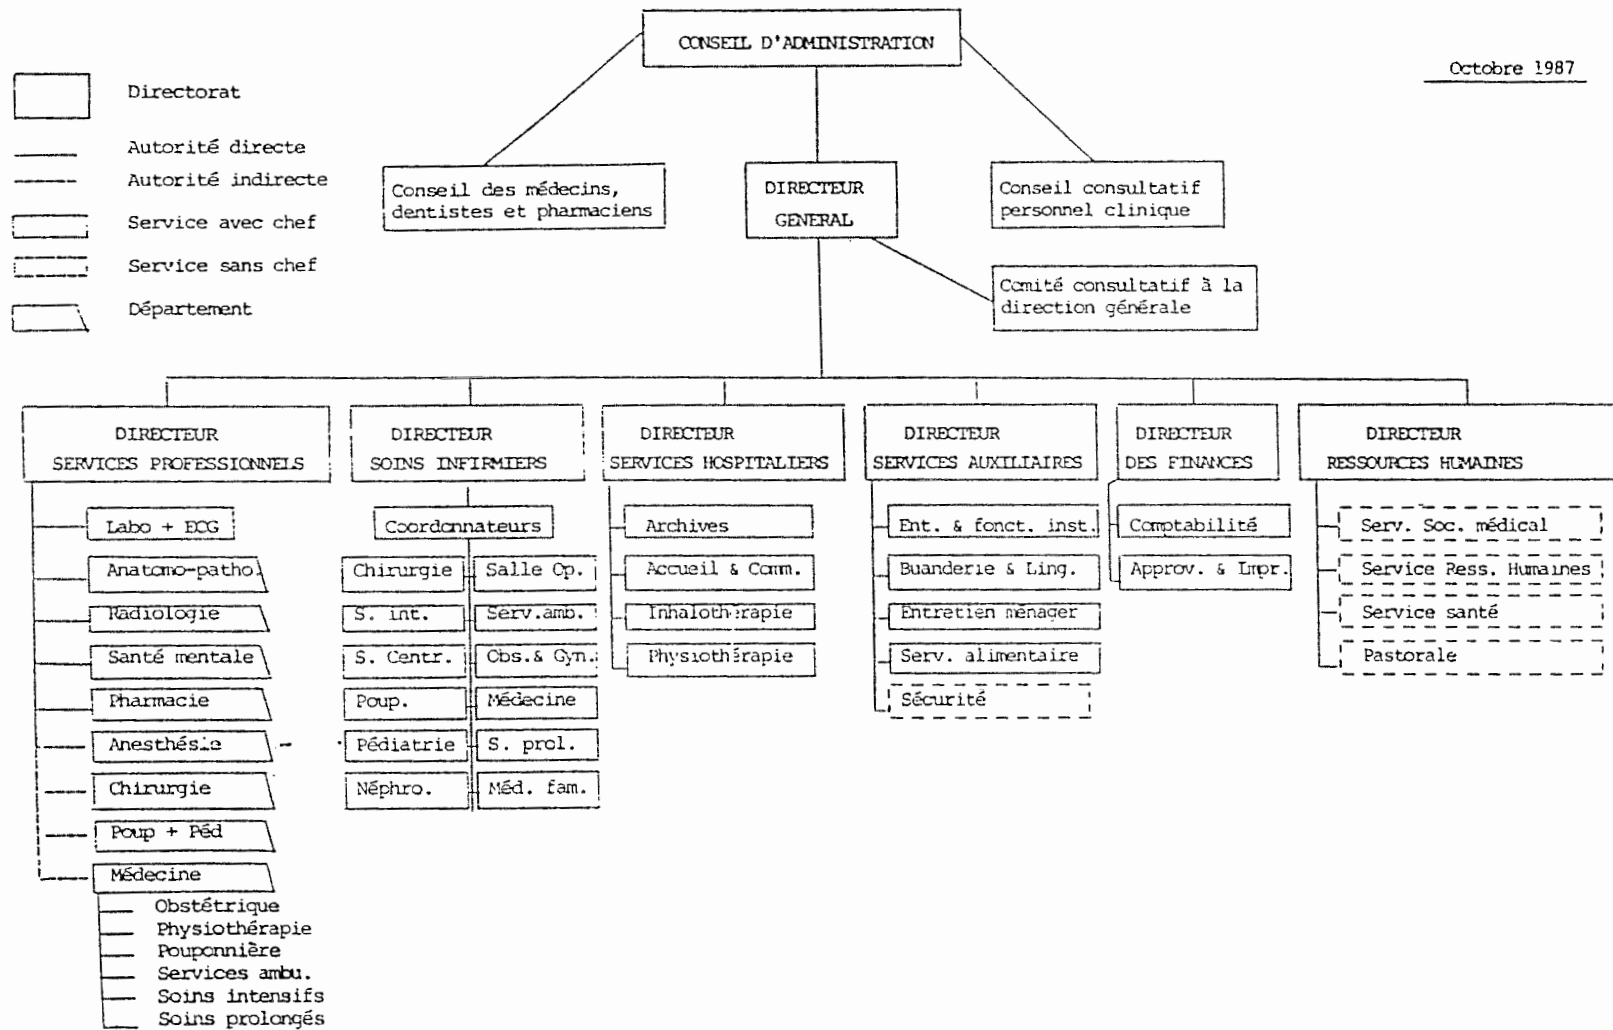 CONSEIL D'ADMINISTRATION
Octobre 1987
Directorat
Autorité directe
Autorité indirecte
Service avec chef
Service sans chef
Département
Conseil des médecins,
dentistes et pharmaciens
DIRECTEUR
GENERAL
Conseil consultatif
personnel clinique
Comité consultatif à la
direction générale
DIRECTEUR
SERVICES PROFESSIONNELS
Labo + ECG
Anatomo-patho.
Radiologie
Santé mentale
Pharmacie
Anesthésie
Chirurgie
Poup + Péd
Médecine
Obstétrique
Physiothérapie
Pouponnière
Services ambu.
Soins intensifs
Soins prolongés
DIRECTEUR
SOINS INFIRMIERS
Coordonnateurs
Chirurgie
Salle Op.
S. int.
Serv.amb.
S. Centr.
Obs.& Gyn.
Poup.
Médecine
Pédiatrie
S. prol.
Néphro.
Méd. fam.
DIRECTEUR
SERVICES HOSPITALIERS
Archives
Accueil & Comm.
Inhalothérapie
Physiothérapie
DIRECTEUR
SERVICES AUXILIAIRES
Ent. & fonct. inst.
Buanderie & Ling.
Entretien ménager
Serv. alimentaire
Sécurité
DIRECTEUR
DES FINANCES
Comptabilité
Approv. & Impr.
DIRECTEUR
RESSOURCES HUMAINES
Serv. Soc. médical
Service Ress. Humaines
Service santé
Pastorale